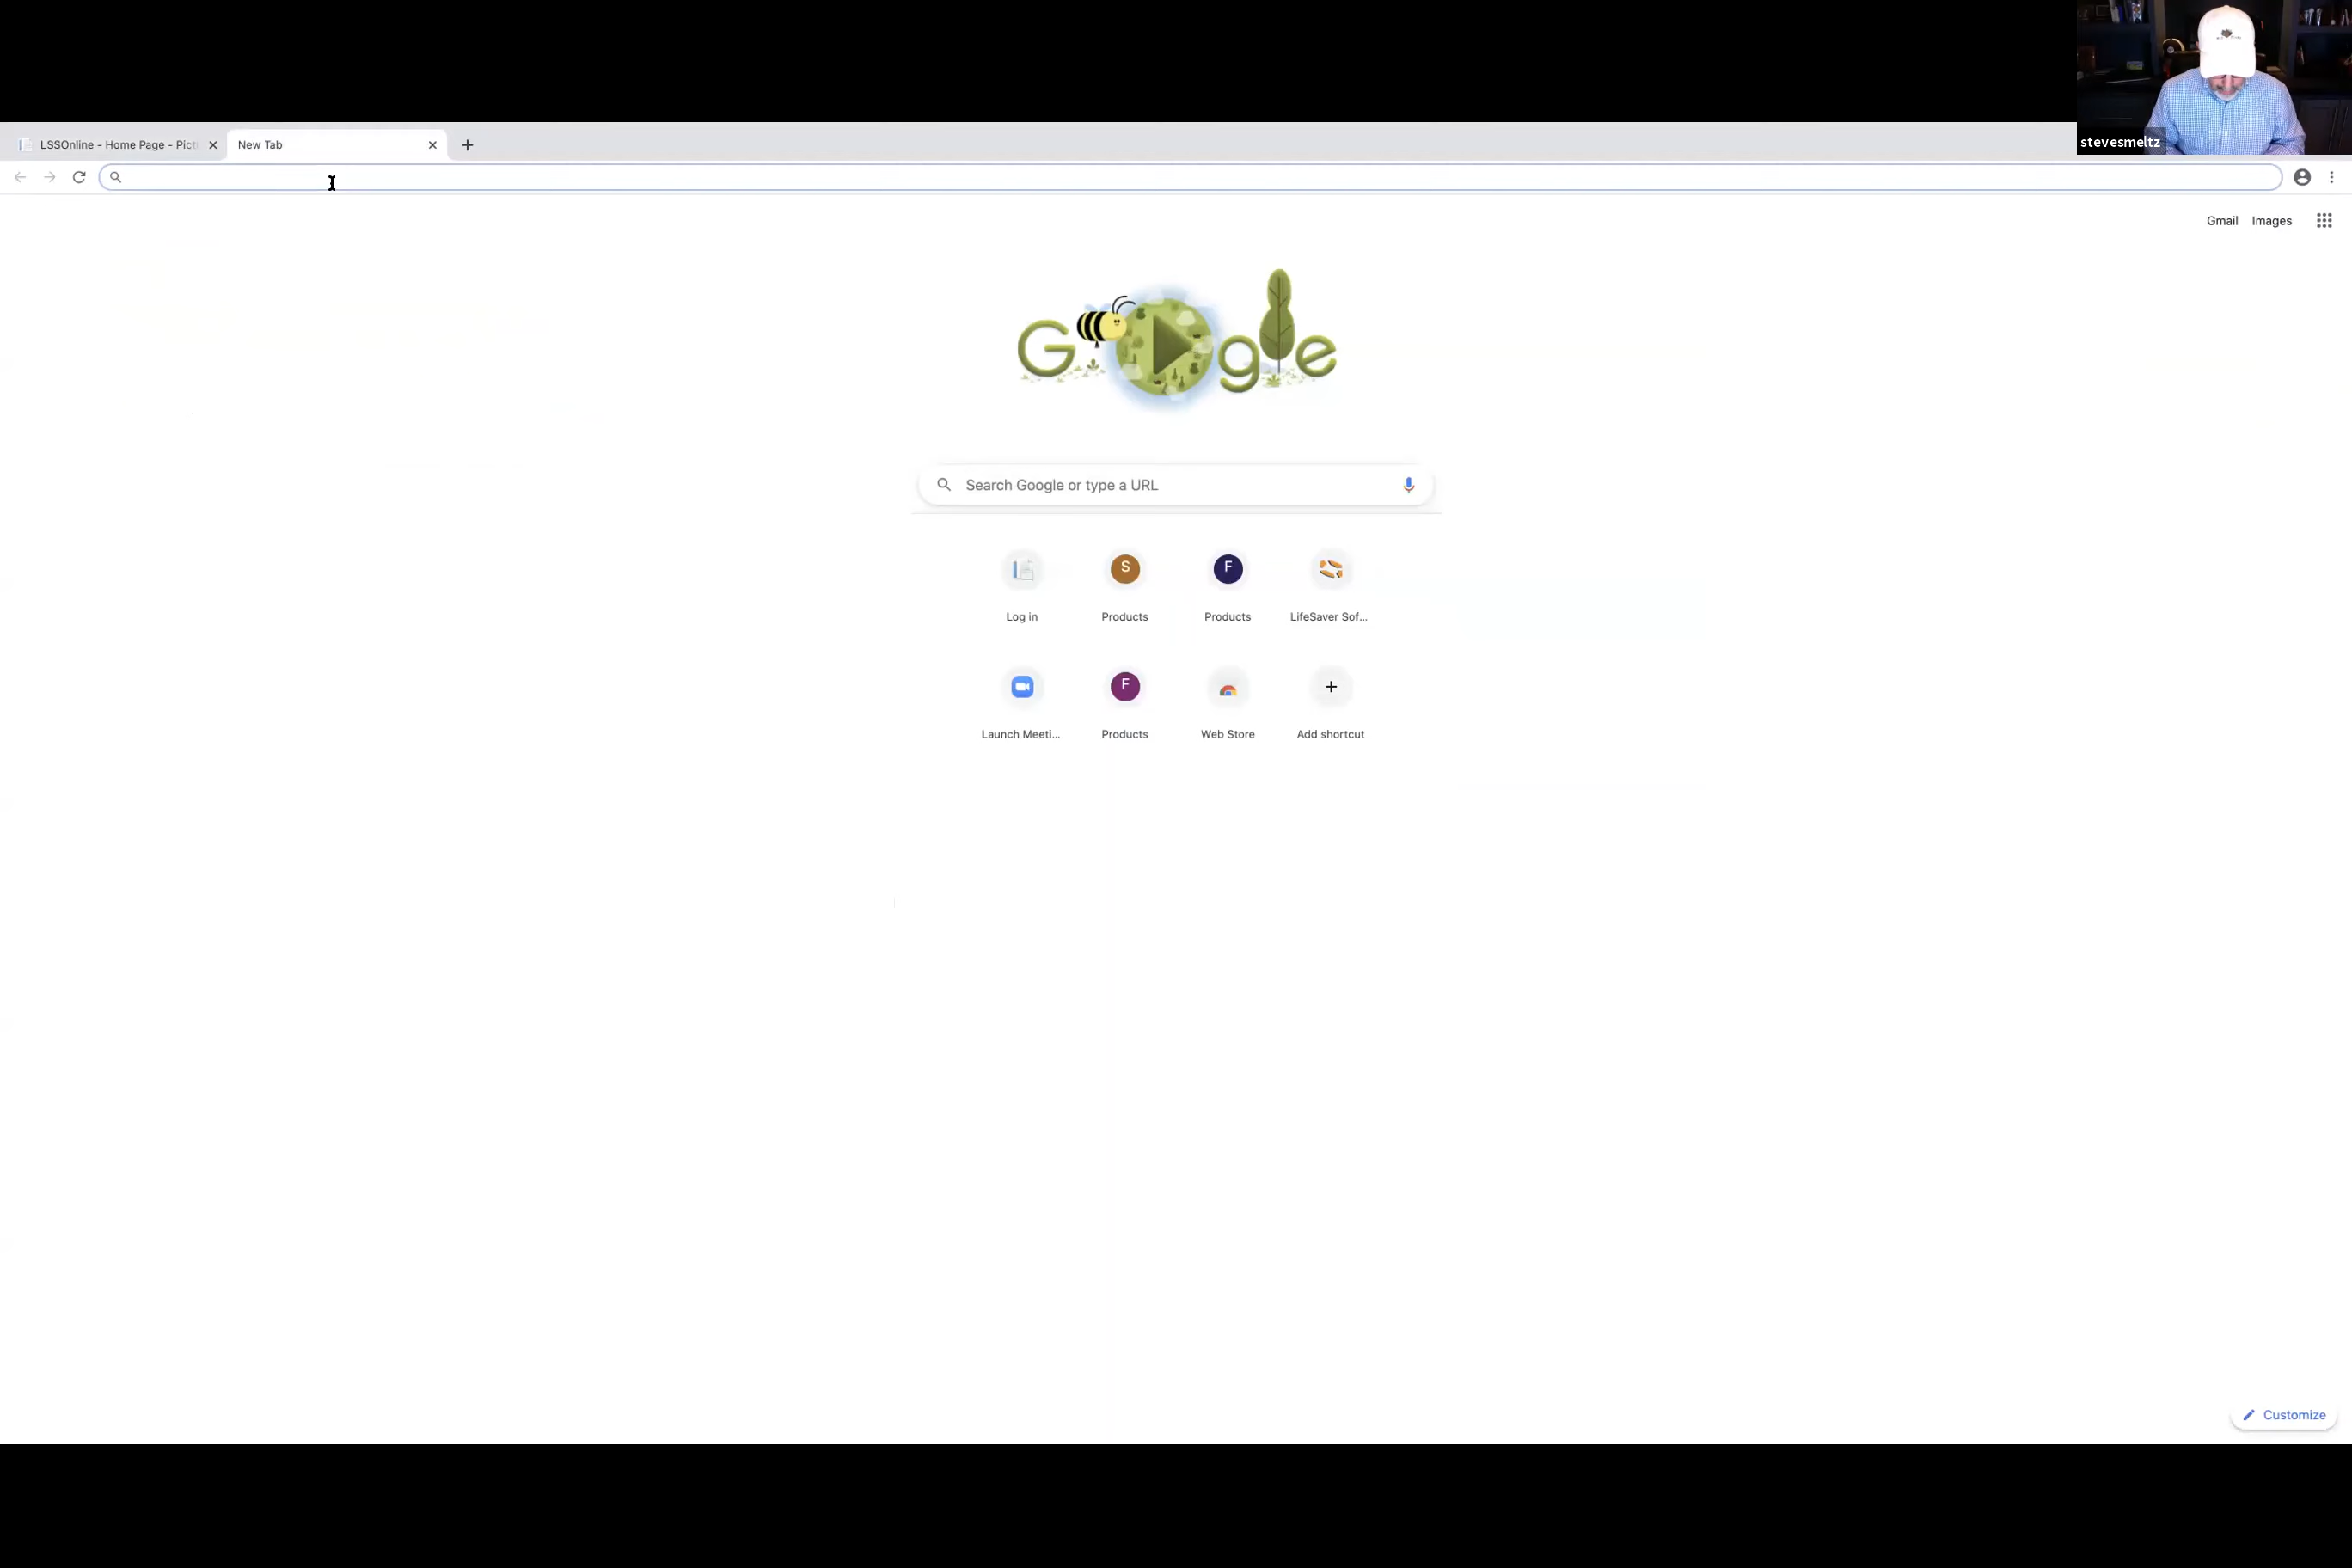 LSSOnline - Home Page - Pict
New Tab
stevesmeltz
Gmail Images
Google
Search Google or type a URL
S
F
Log in
Products
Products
LifeSaver Sof...
F
Launch Meeti...
Products
Web Store
Add shortcut
Customize